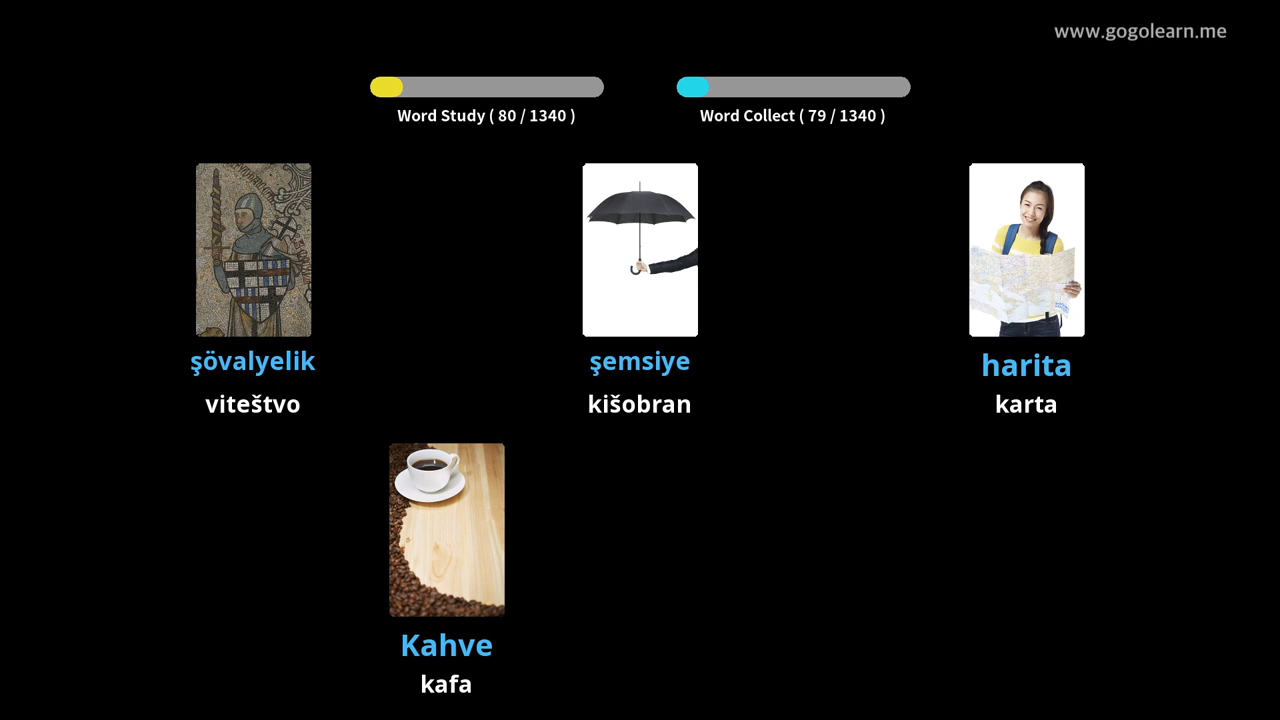 www.gogolearn.me
Word Study ( 80 / 1340 )
Word Collect ( 79 / 1340 )
şövalyelik
viteštvo
şemsiye
kišobran
harita
karta
Kahve
kafa